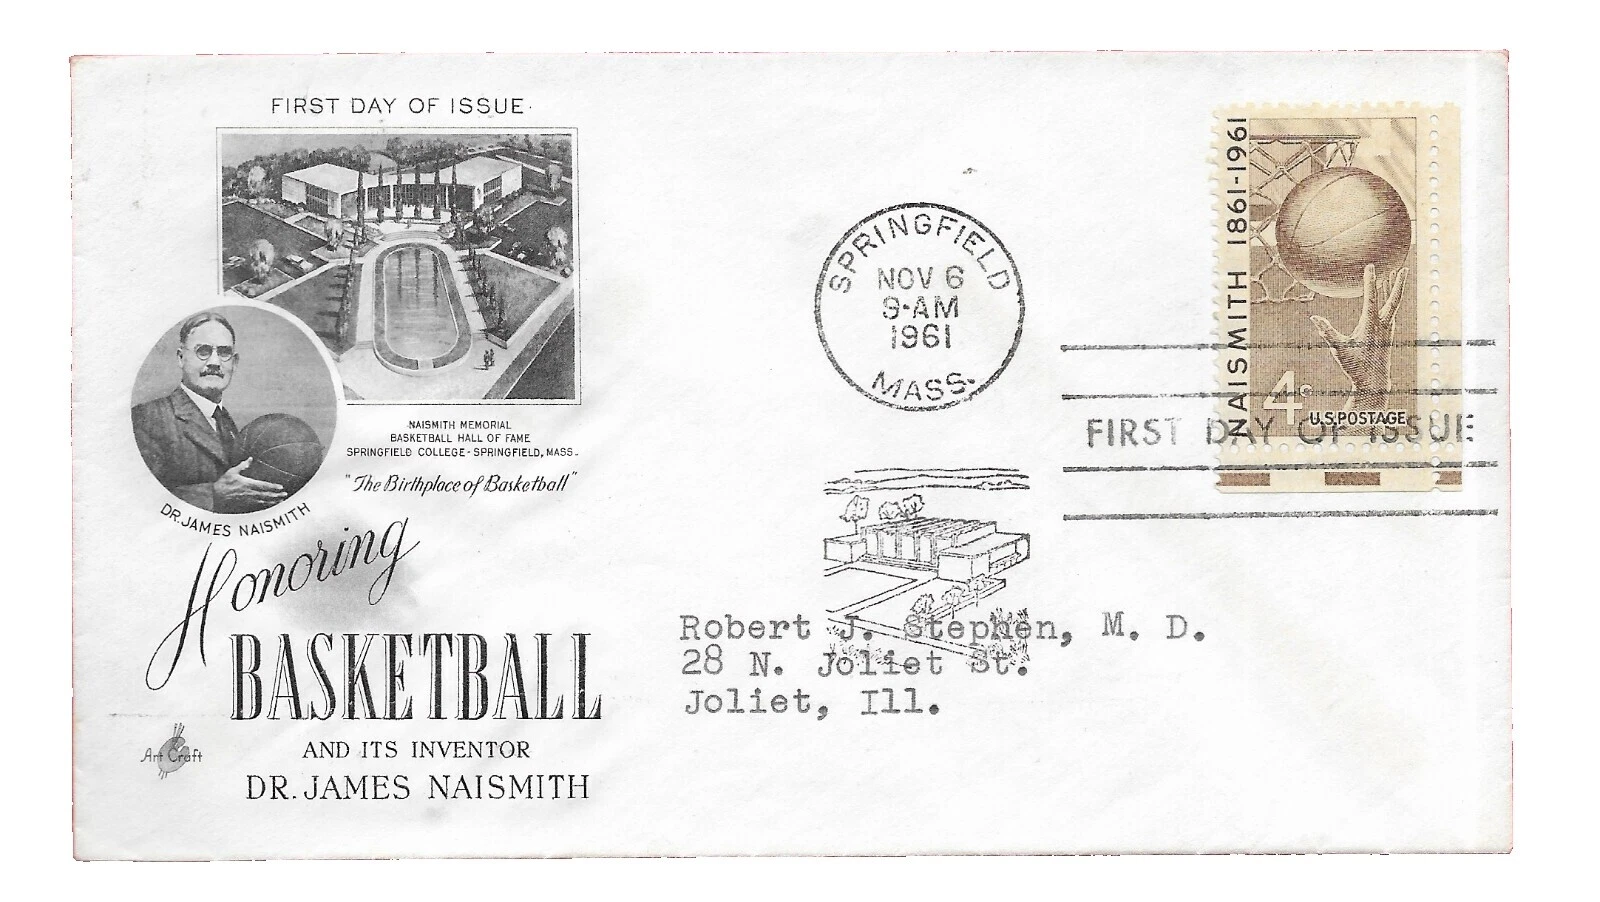 FIRST DAY OF ISSUE
NAISMITH MEMORIAL
BASKETBALL HALL OF FAME
SPRINGFIELD COLLEGE - SPRINGFIELD, MASS.
"The Birthplace of Basketball"
DR. JAMES NAISMITH
Honoring
BASKETBALL
AND ITS INVENTOR
DR. JAMES NAISMITH
Art Craft
SPRINGFIELD
NOV 6
9-AM
1961
MASS.
NAISMITH 1861-1961
4c
U.S. POSTAGE
FIRST DAY OF ISSUE
Robert J. Stephen, M. D.
28 N. Joliet St.
Joliet, Ill.